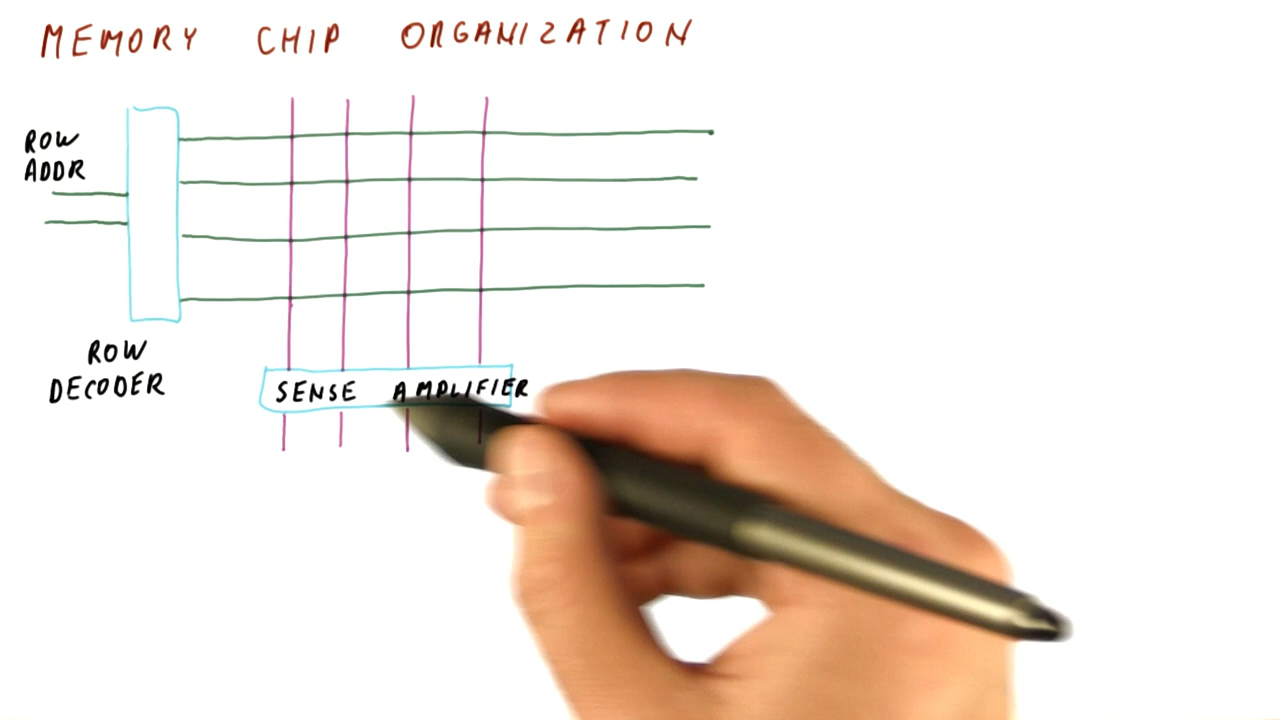 MEMORY CHIP ORGANIZATION
ROW
ADDR
ROW
DECODER
SENSE AMPLIFIER